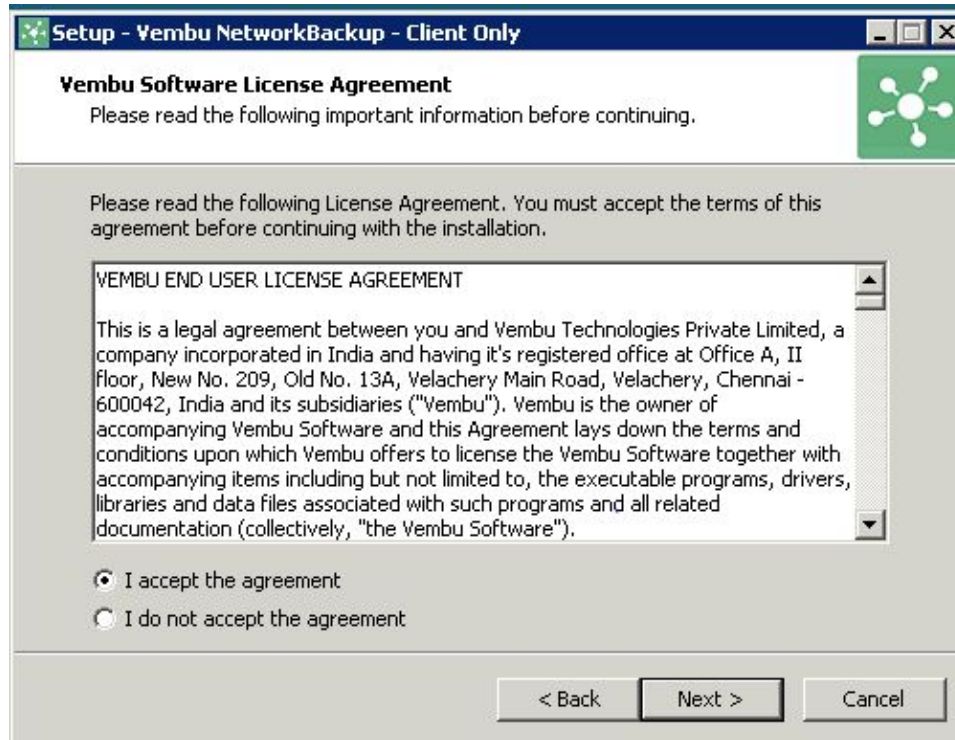 Setup - Vembu NetworkBackup - Client Only
Vembu Software License Agreement
Please read the following important information before continuing.
Please read the following License Agreement. You must accept the terms of this
agreement before continuing with the installation.
VEMBU END USER LICENSE AGREEMENT
This is a legal agreement between you and Vembu Technologies Private Limited, a
company incorporated in India and having it's registered office at Office A, II
floor, New No. 209, Old No. 13A, Velachery Main Road, Velachery, Chennai -
600042, India and its subsidiaries ("Vembu"). Vembu is the owner of
accompanying Vembu Software and this Agreement lays down the terms and
conditions upon which Vembu offers to license the Vembu Software together with
accompanying items including but not limited to, the executable programs, drivers,
libraries and data files associated with such programs and all related
documentation (collectively, "the Vembu Software").
I accept the agreement
I do not accept the agreement
< Back Next > Cancel